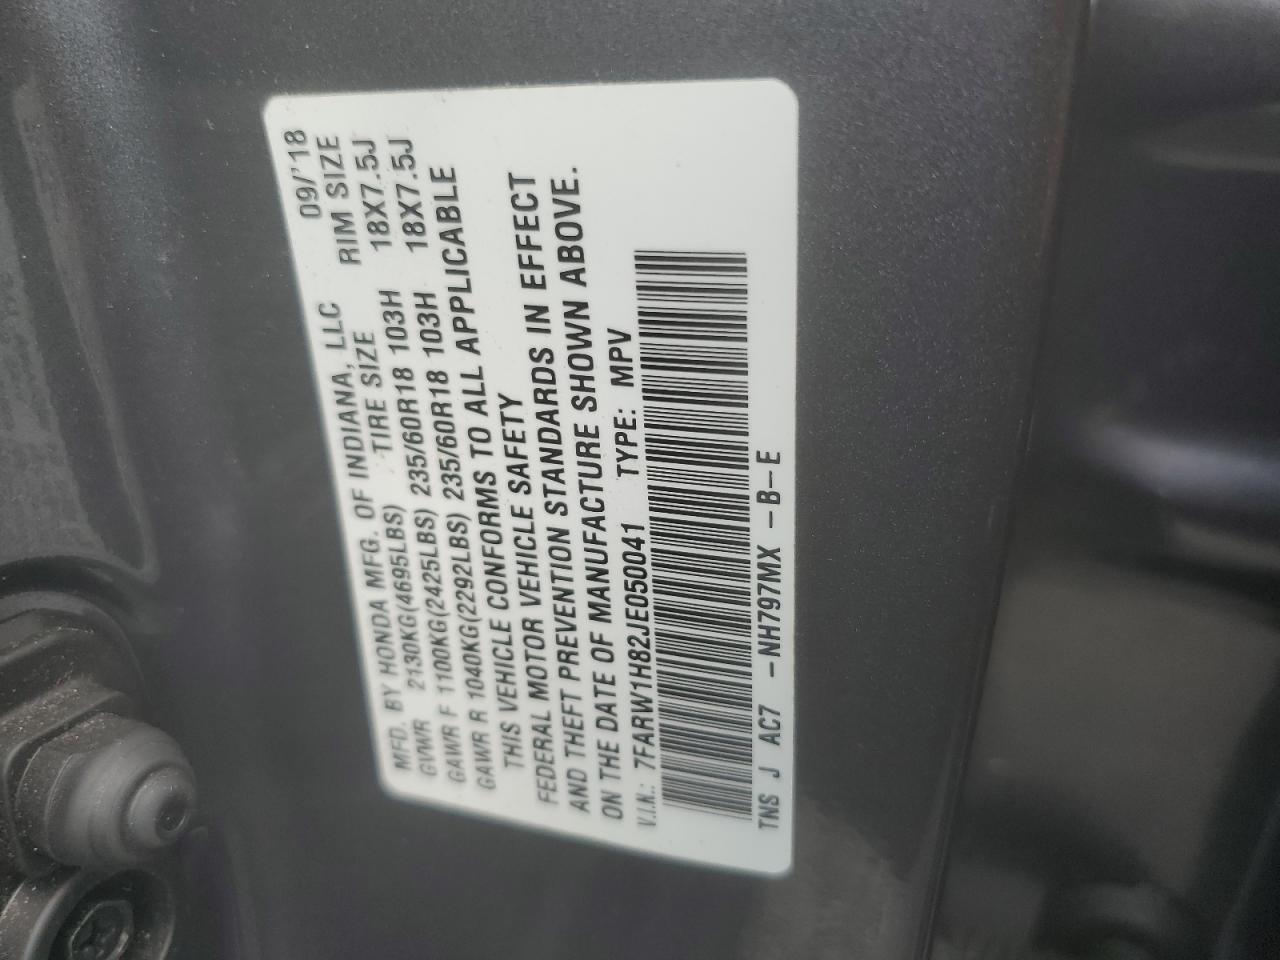 MFD. BY HONDA MFG. OF INDIANA, LLC 09/'18
GVWR 2130KG(4695LBS) TIRE SIZE RIM SIZE
GAWR F 1100KG(2425LBS) 235/60R18 103H 18X7.5J
GAWR R 1040KG(2292LBS) 235/60R18 103H 18X7.5J
THIS VEHICLE CONFORMS TO ALL APPLICABLE
FEDERAL MOTOR VEHICLE SAFETY
AND THEFT PREVENTION STANDARDS IN EFFECT
ON THE DATE OF MANUFACTURE SHOWN ABOVE.
V.I.N.: 7FARW1H82JE050041 TYPE: MPV
TNS J AC7 -NH797MX -B-E